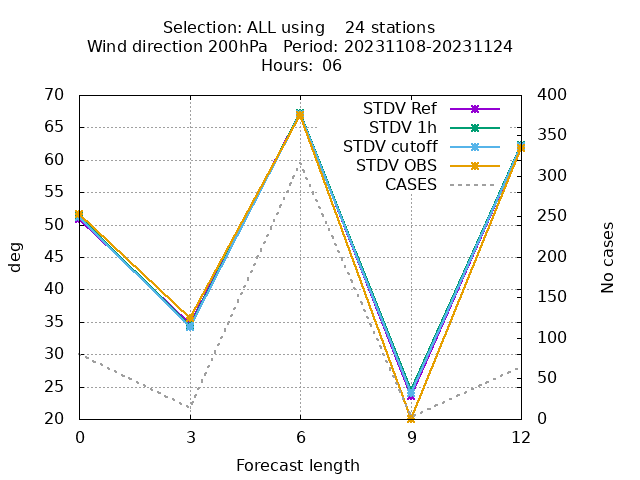 Selection: ALL using    24 stations
Wind direction 200hPa   Period: 20231108-20231124
Hours: 06
70 400
STDV Ref
65 350
STDV 1h
STDV cutoff
60 300
STDV OBS
CASES
55 250
50
45 200
40 150
35 100
30
25 50
20 0
deg
No cases
0 3 6 9 12
Forecast length